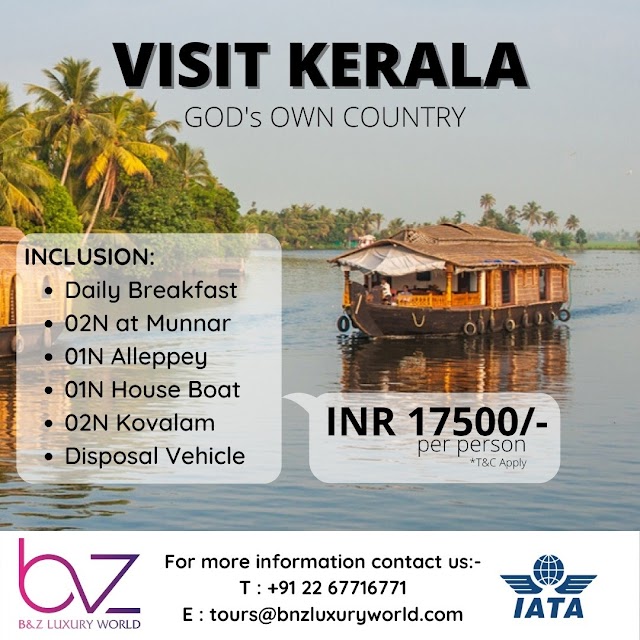 VISIT KERALA
GOD's OWN COUNTRY
INCLUSION:
• Daily Breakfast
• 02N at Munnar
• 01N Alleppey
• 01N House Boat
• 02N Kovalam
• Disposal Vehicle
INR 17500/-
per person
*T&C Apply
bvz
B&Z LUXURY WORLD
For more information contact us:-
T : +91 22 67716771
E : tours@bnzluxuryworld.com
IATA